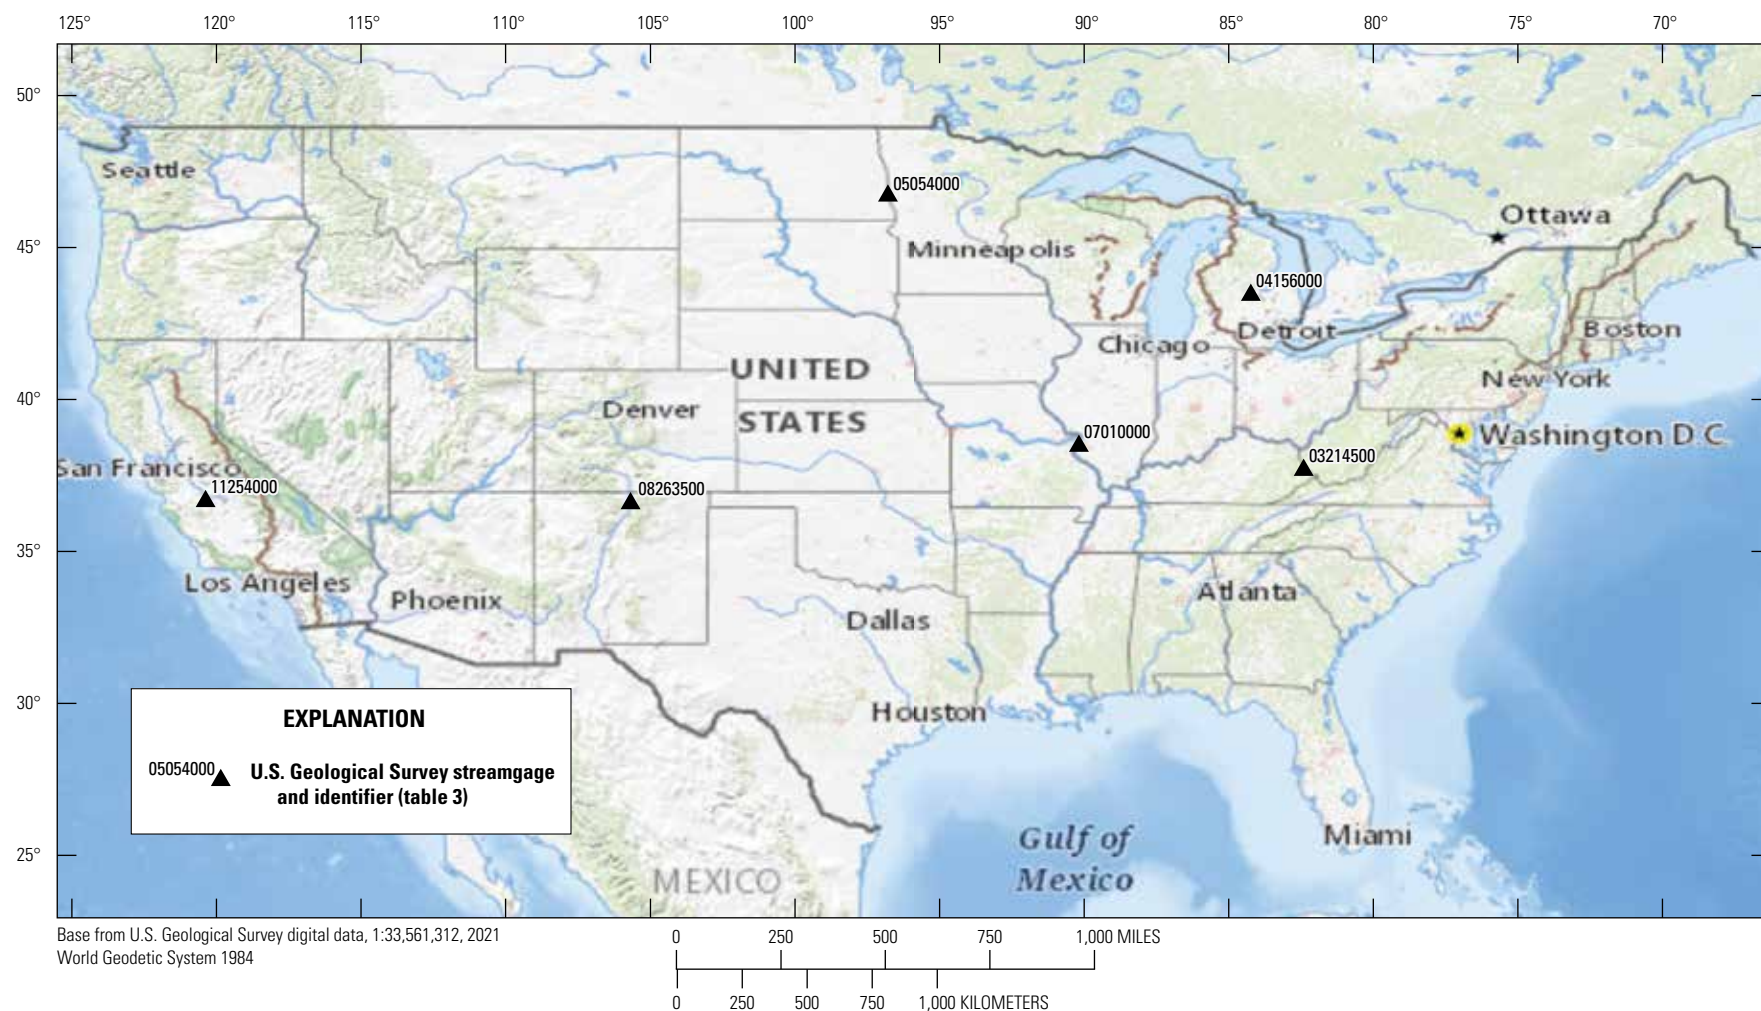 125° 120° 115° 110° 105° 100° 95° 90° 85° 80° 75° 70°
50°
Seattle
05054000
Ottawa
45°
Minneapolis
04156000
Detroit
Boston
Chicago
UNITED
New York
40°
Denver
STATES
07010000
Washington D C
03214500
San Francisco
11254000
08263500
35°
Los Angeles
Phoenix
Atlanta
Dallas
30°
Houston
EXPLANATION
05054000 U.S. Geological Survey streamgage
and identifier (table 3)
Gulf of
Mexico
Miami
25°
MEXICO
Base from U.S. Geological Survey digital data, 1:33,561,312, 2021
World Geodetic System 1984
0 250 500 750 1,000 MILES
0 250 500 750 1,000 KILOMETERS